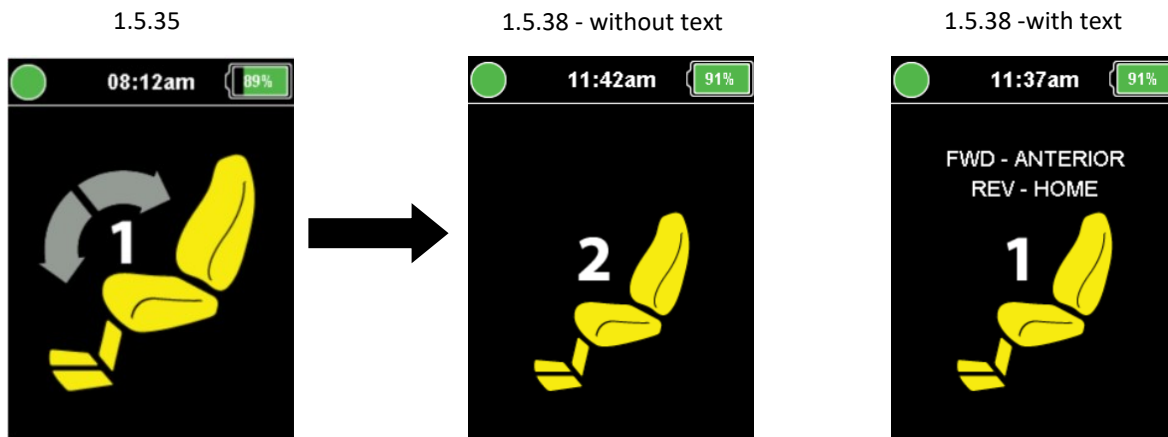 1.5.35
08:12am
89%
1
1.5.38 - without text
11:42am
91%
2
1.5.38 -with text
11:37am
91%
FWD - ANTERIOR
REV - HOME
1